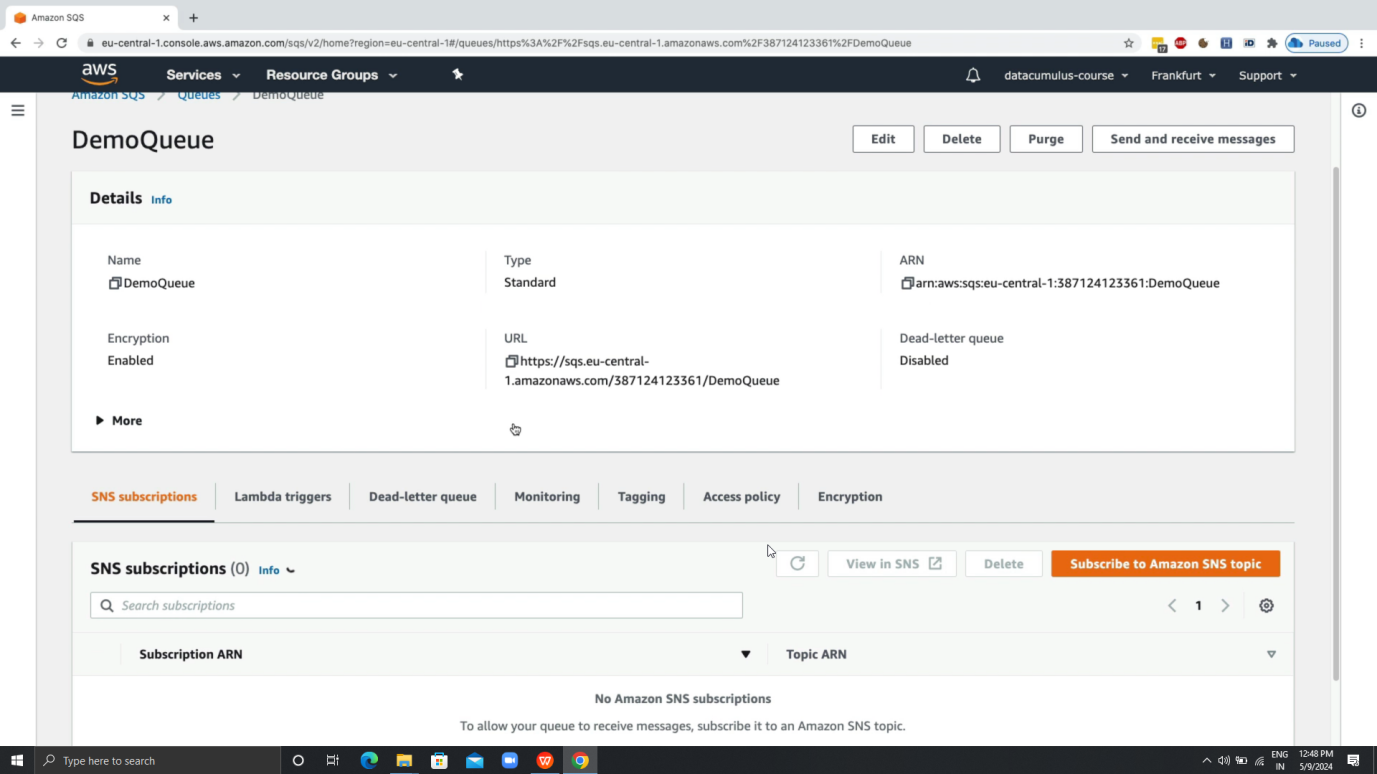 Amazon SQS
eu-central-1.console.aws.amazon.com/sqs/v2/home?region=eu-central-1#/queues/https%3A%2F%2Fsqs.eu-central-1.amazonaws.com%2F387124123361%2FDemoQueue
17
ABP
H
iD
Paused
aws
Services
Resource Groups
datacumulus-course
Frankfurt
Support
Amazon SQS
Queues
DemoQueue
DemoQueue
Edit
Delete
Purge
Send and receive messages
Details Info
Name
Type
ARN
DemoQueue
Standard
arn:aws:sqs:eu-central-1:387124123361:DemoQueue
Encryption
URL
Dead-letter queue
Enabled
https://sqs.eu-central-
1.amazonaws.com/387124123361/DemoQueue
Disabled
More
SNS subscriptions
Lambda triggers
Dead-letter queue
Monitoring
Tagging
Access policy
Encryption
SNS subscriptions (0) Info
View in SNS
Delete
Subscribe to Amazon SNS topic
Search subscriptions
1
Subscription ARN
Topic ARN
No Amazon SNS subscriptions
To allow your queue to receive messages, subscribe it to an Amazon SNS topic.
Type here to search
ENG
IN
12:48 PM
5/9/2024